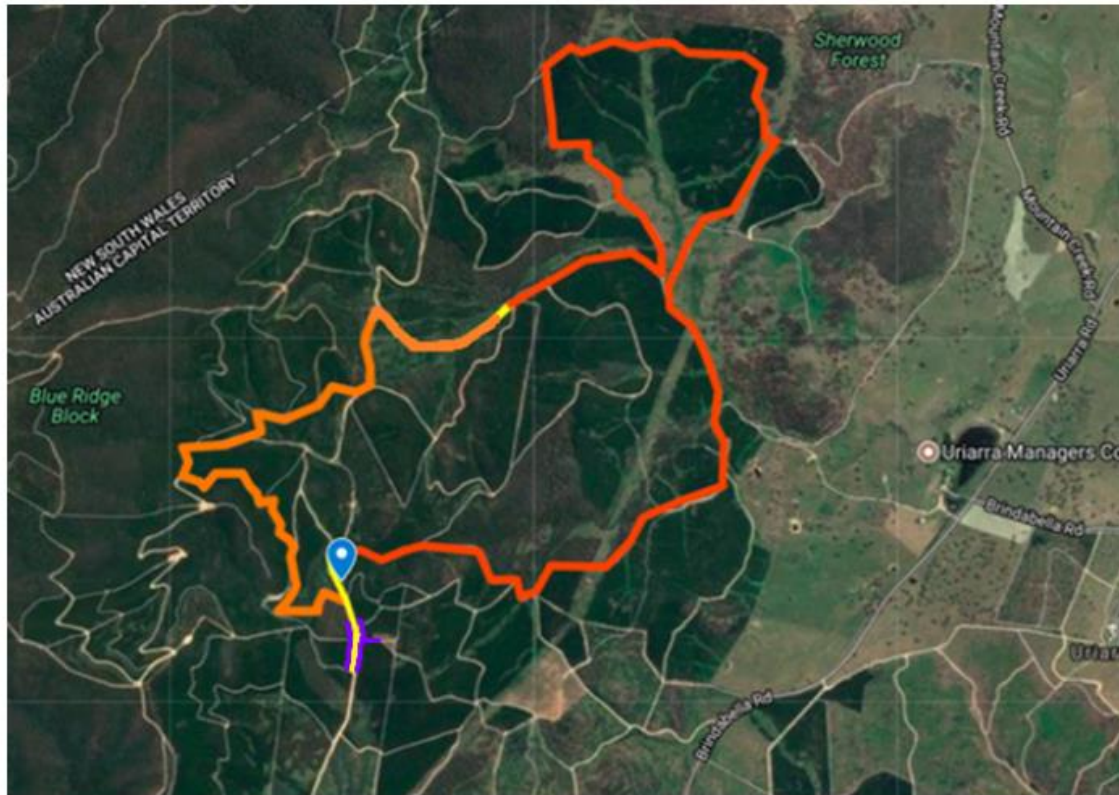 Sherwood
Forest
Mountain Creek Rd
Mountain Creek Rd
NEW SOUTH WALES
AUSTRALIAN CAPITAL TERRITORY
Uriarra Rd
Blue Ridge
Block
Uriarra Managers Co
Brindabella Rd
Uriar
Brindabella Rd